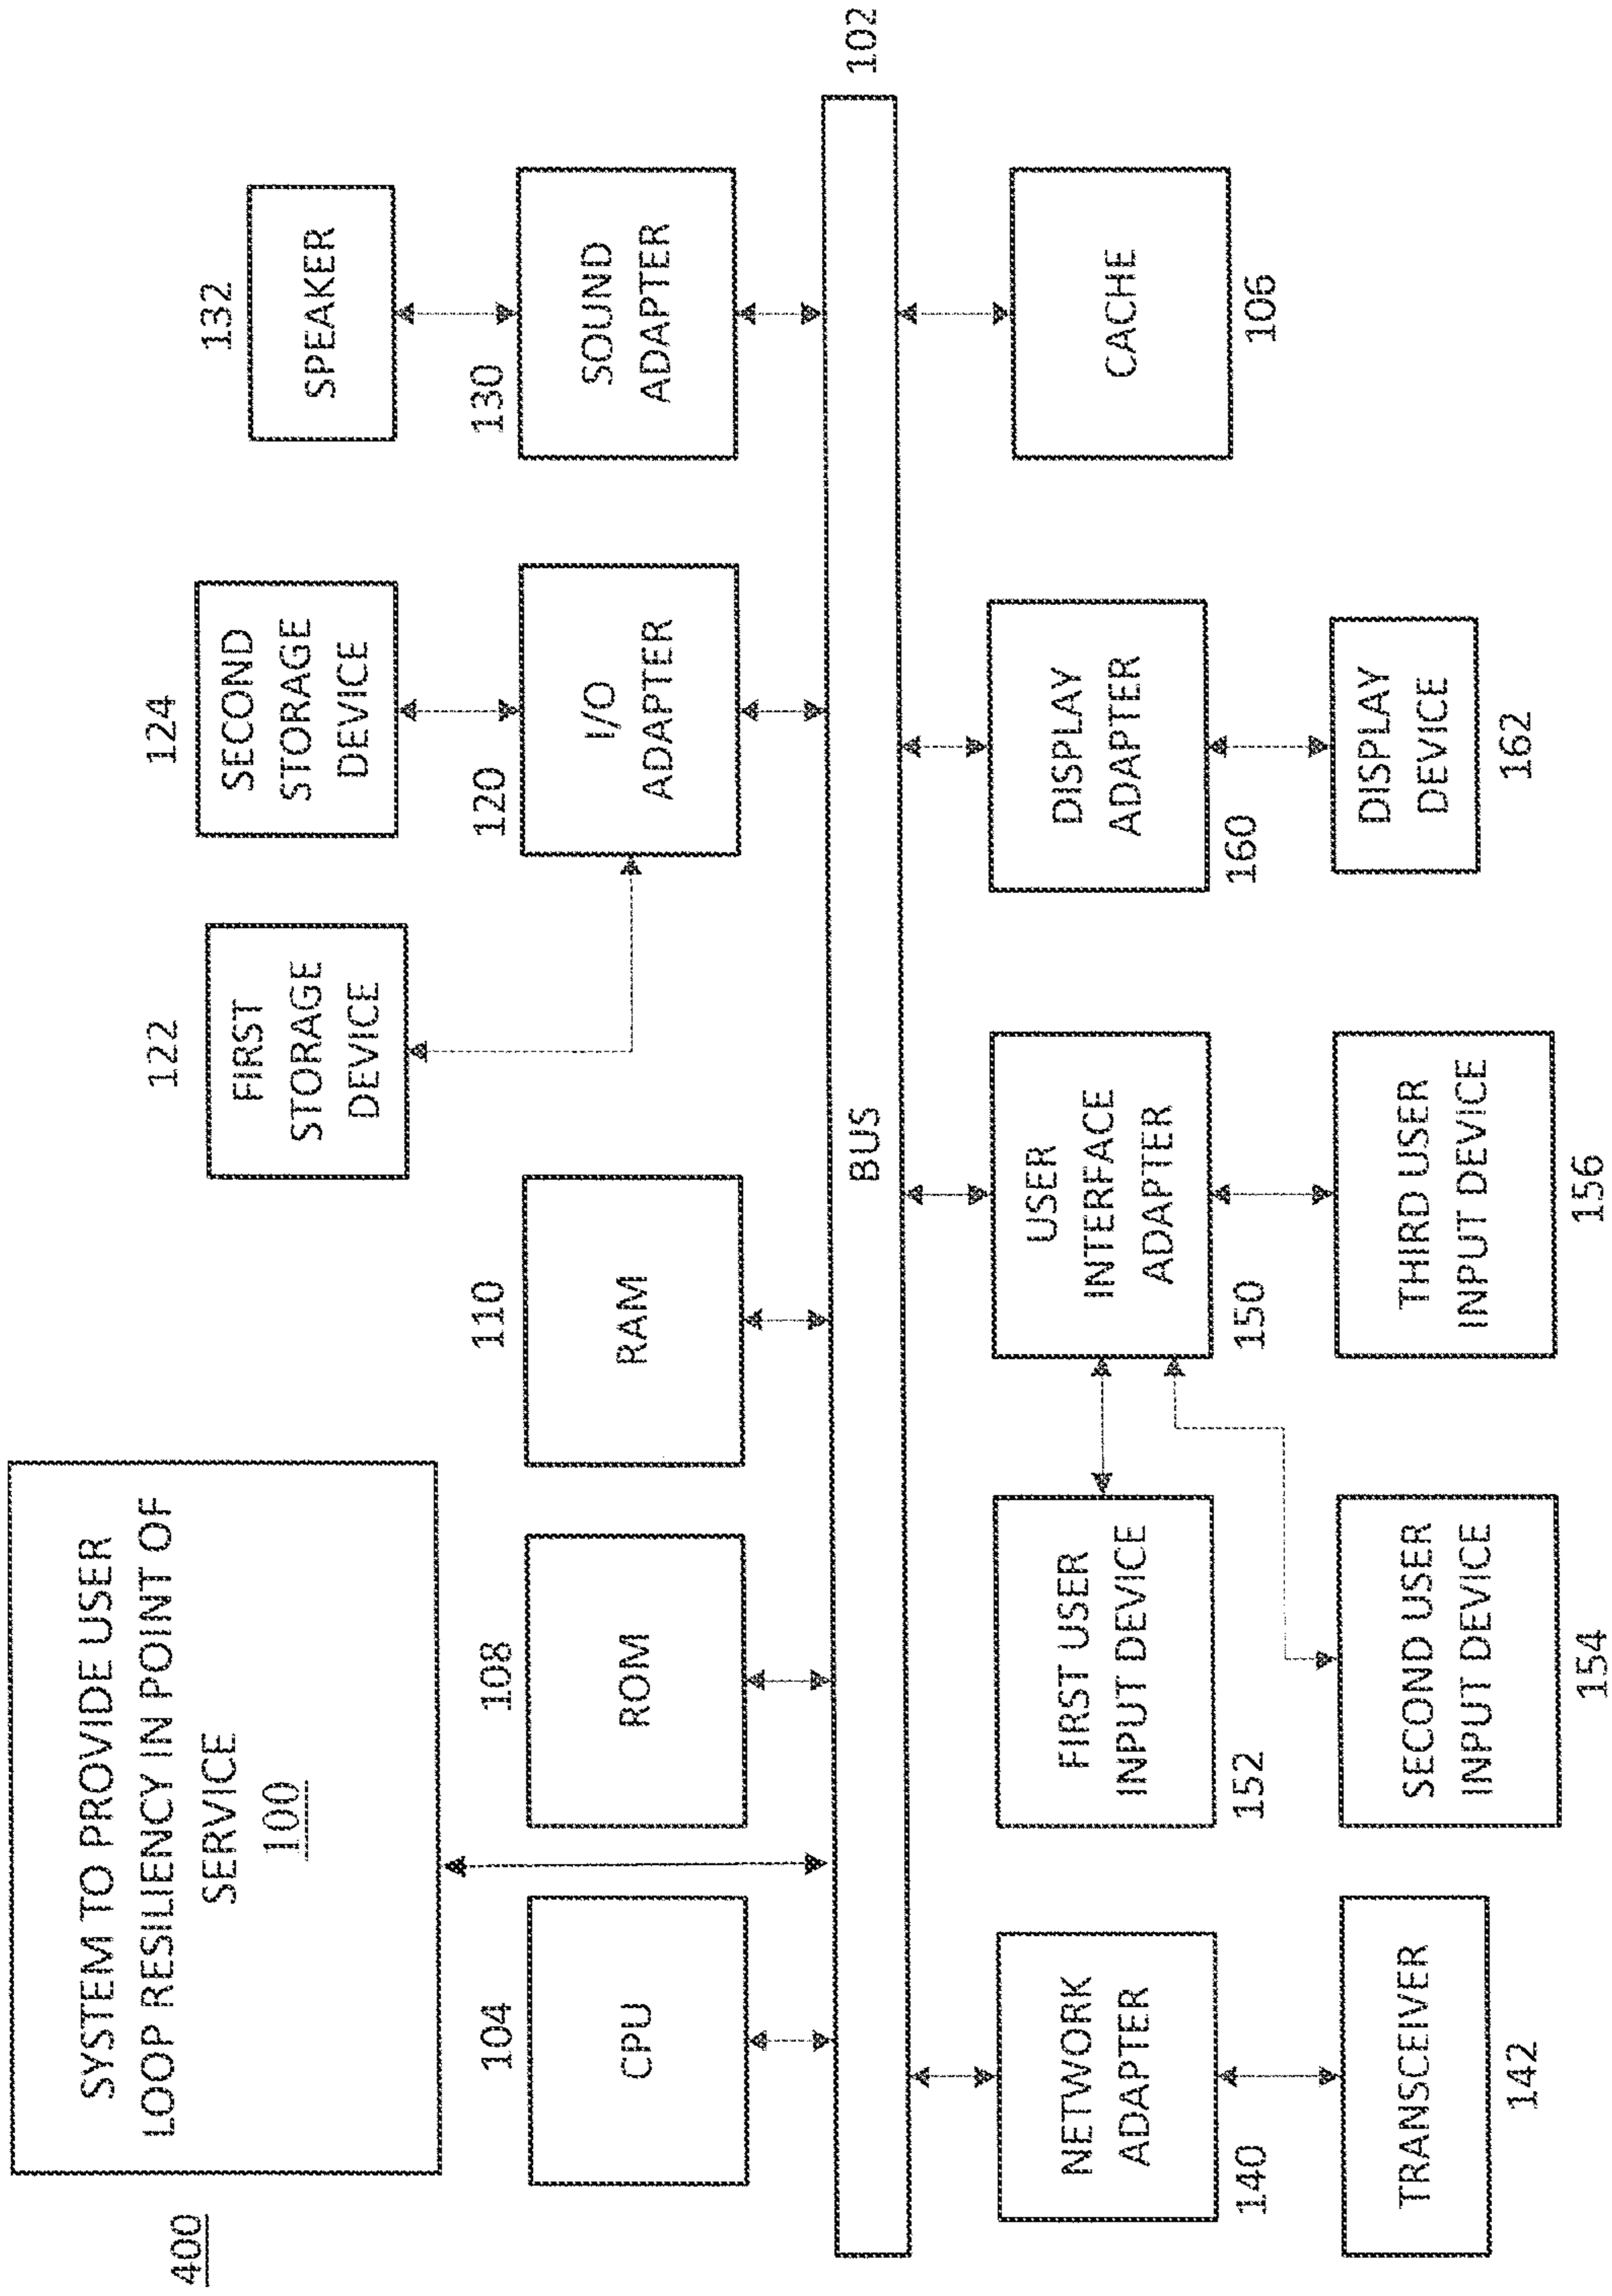 400
SYSTEM TO PROVIDE USER
LOOP RESILIENCY IN POINT OF
SERVICE
100
122
FIRST
STORAGE
DEVICE
124
SECOND
STORAGE
DEVICE
132
SPEAKER
104
CPU
108
ROM
110
RAM
120
I/O
ADAPTER
130
SOUND
ADAPTER
BUS
102
NETWORK
ADAPTER
140
FIRST USER
INPUT DEVICE
152
USER
INTERFACE
ADAPTER
150
DISPLAY
ADAPTER
160
CACHE
106
TRANSCEIVER
142
SECOND USER
INPUT DEVICE
154
THIRD USER
INPUT DEVICE
156
DISPLAY
DEVICE
162